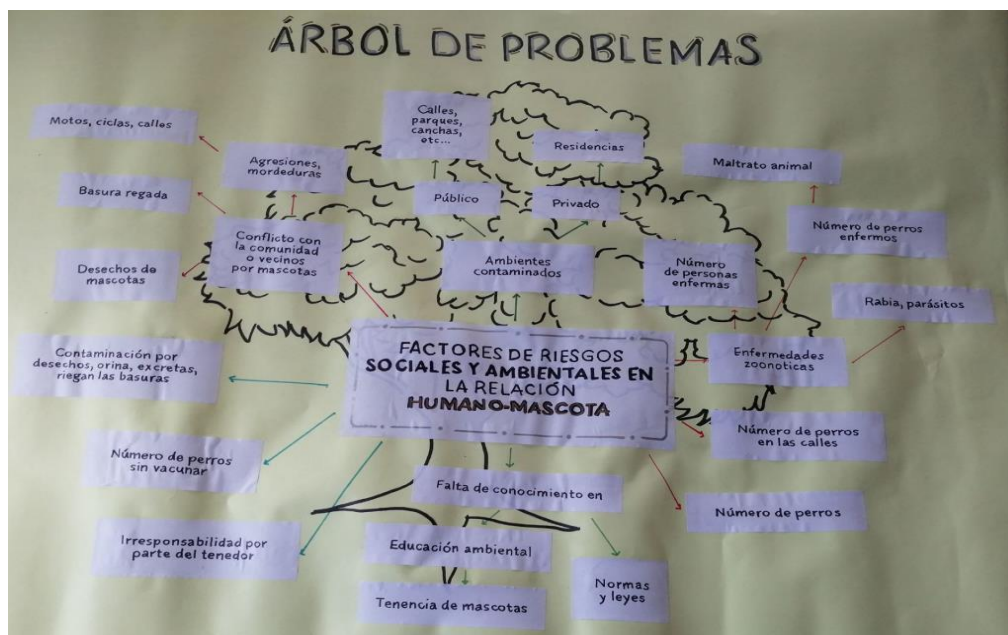 ÁRBOL DE PROBLEMAS
Motos, ciclas, calles
Agresiones,
mordeduras
Calles,
parques,
canchas,
etc...
Residencias
Maltrato animal
Basura regada
Público
Privado
Número de perros
enfermos
Conflicto con
la comunidad
o vecinos
por mascotas
Ambientes
contaminados
Número
de personas
enfermas
Desechos de
mascotas
Rabia, parásitos
Contaminación por
desechos, orina, excretas,
riegan las basuras
FACTORES DE RIESGOS
SOCIALES Y AMBIENTALES EN
LA RELACIÓN
HUMANO-MASCOTA
Enfermedades
zoonoticas
Número de perros
en las calles
Número de perros
sin vacunar
Falta de conocimiento en
Número de perros
Irresponsabilidad por
parte del tenedor
Educación ambiental
Normas
y leyes
Tenencia de mascotas